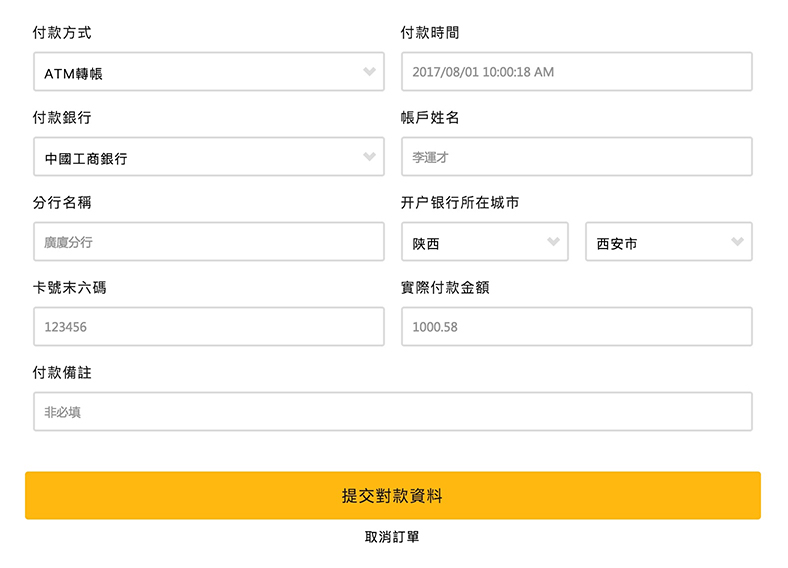 付款方式 付款時間
ATM轉帳 2017/08/01 10:00:18 AM
付款銀行 帳戶姓名
中國工商銀行 李運才
分行名稱 开户银行所在城市
廣廈分行 陝西 西安市
卡號末六碼 實際付款金額
123456 1000.58
付款備註
非必填
提交對款資料
取消訂單